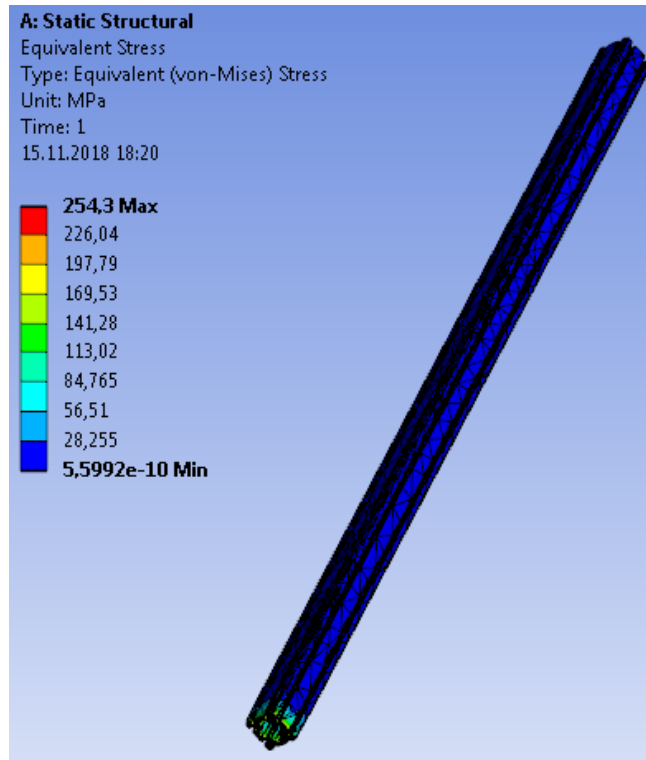 A: Static Structural
Equivalent Stress
Type: Equivalent (von-Mises) Stress
Unit: MPa
Time: 1
15.11.2018 18:20
254,3 Max
226,04
197,79
169,53
141,28
113,02
84,765
56,51
28,255
5,5992e-10 Min